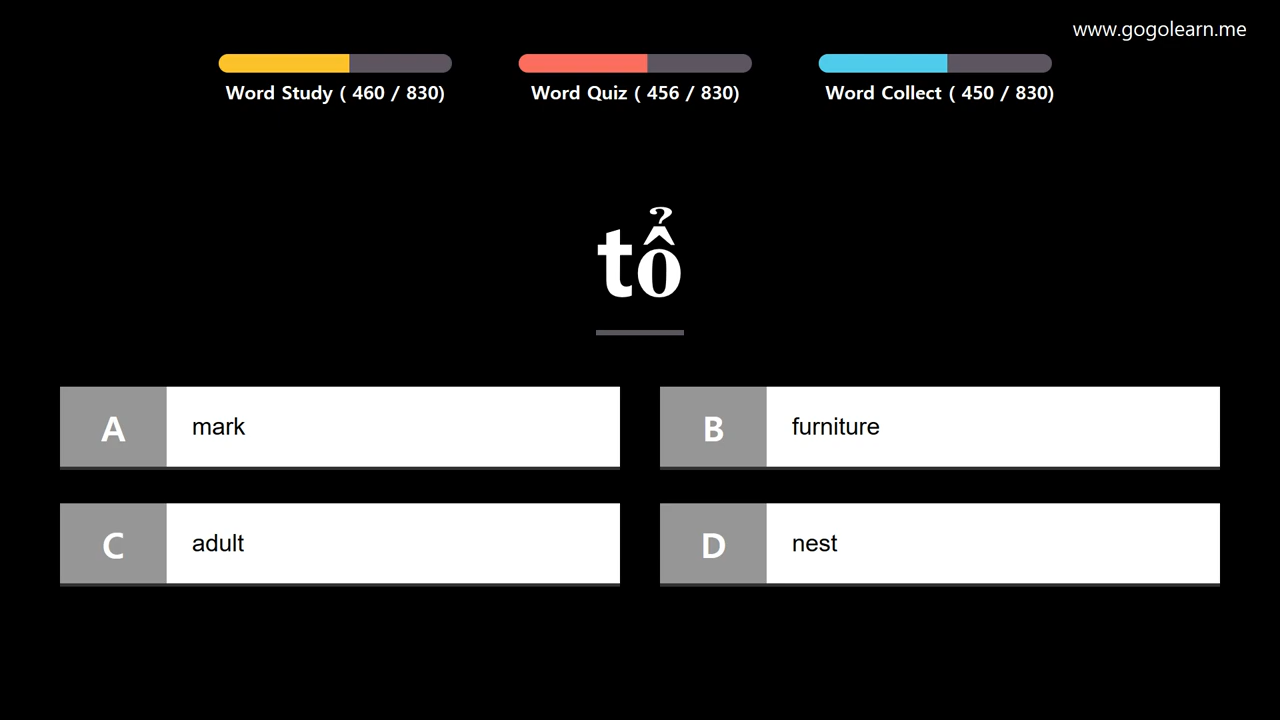 www.gogolearn.me
Word Study ( 460 / 830)
Word Quiz ( 456 / 830)
Word Collect ( 450 / 830)
tổ
A
mark
B
furniture
C
adult
D
nest